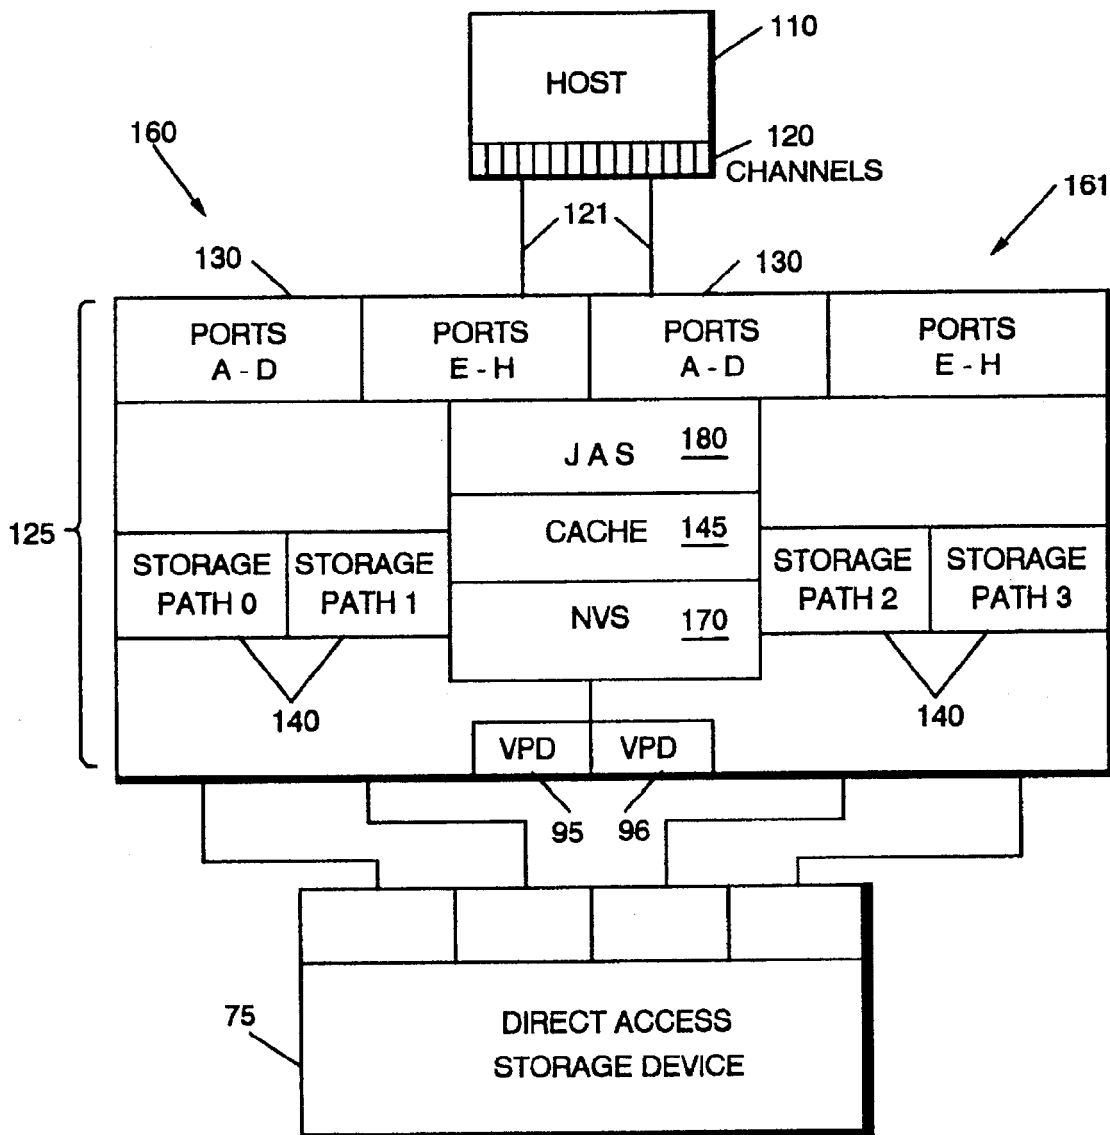 110
HOST
160
120
CHANNELS
161
121
130
130
PORTS
A - D
PORTS
E - H
PORTS
A - D
PORTS
E - H
125
J A S 180
CACHE 145
NVS 170
STORAGE
PATH 0
STORAGE
PATH 1
STORAGE
PATH 2
STORAGE
PATH 3
140
140
VPD
VPD
95
96
75
DIRECT ACCESS
STORAGE DEVICE